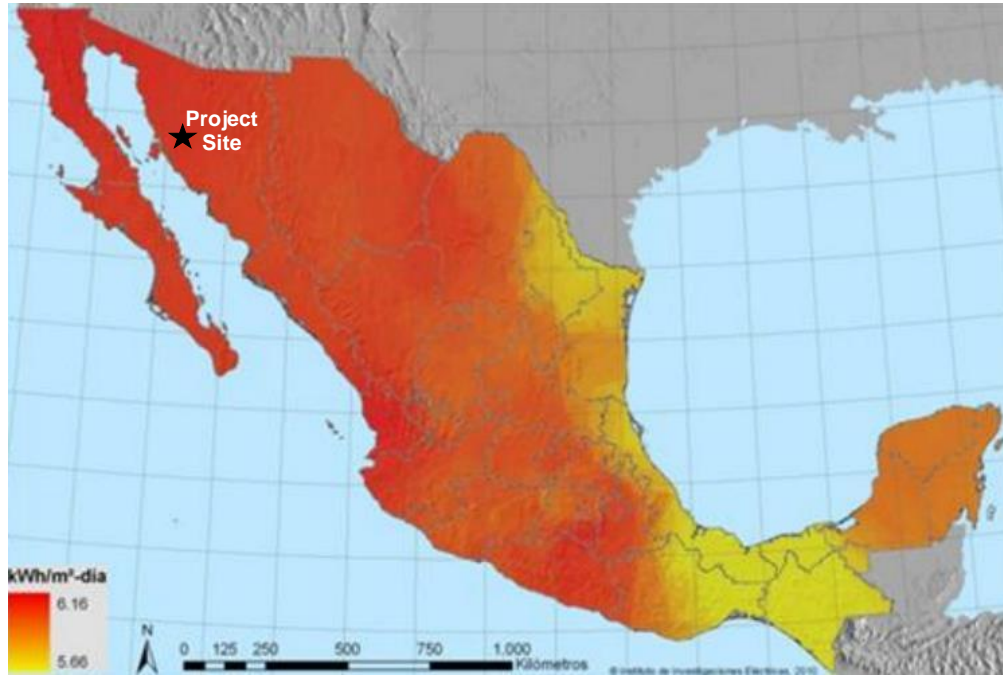 Project
Site
kWh/m²-dia
6.16
5.66
N
0 125 250 500 750 1.000
Kilómetros
© Instituto de Investigaciones Eléctricas, 2010